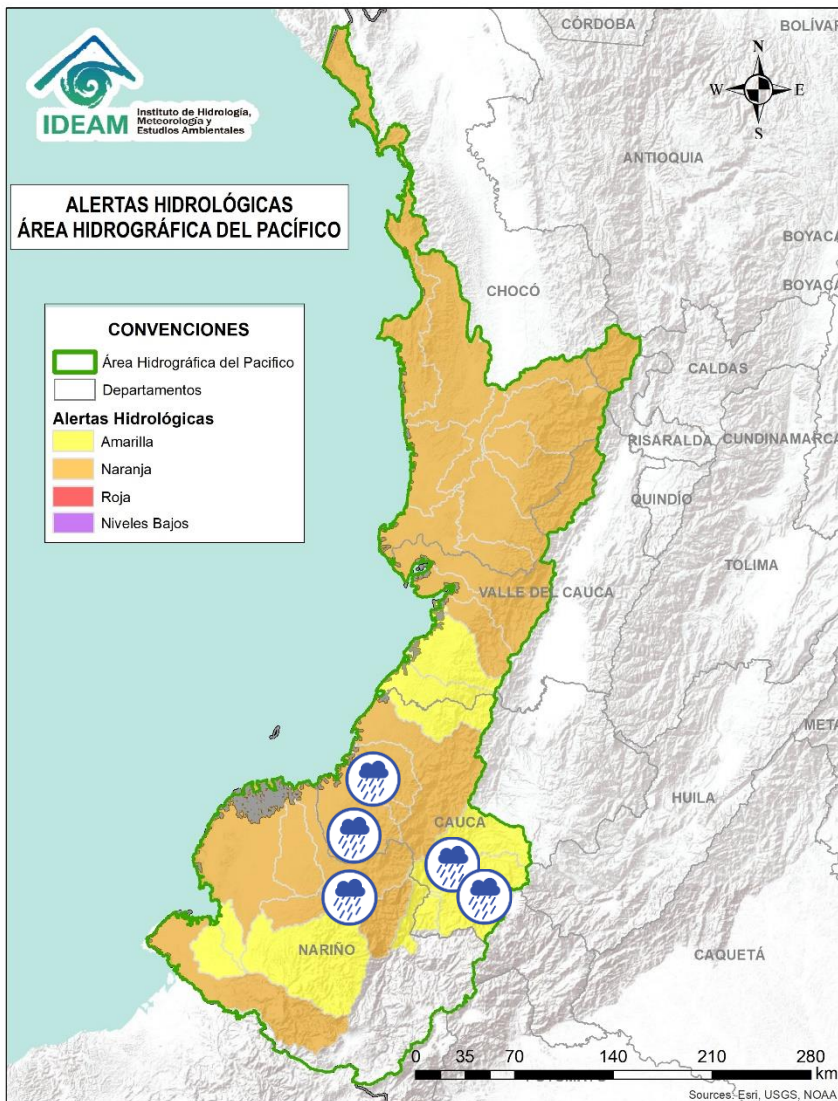 IDEAM
Instituto de Hidrología,
Meteorología y
Estudios Ambientales
ALERTAS HIDROLÓGICAS
ÁREA HIDROGRÁFICA DEL PACÍFICO
CONVENCIONES
Área Hidrográfica del Pacifico
Departamentos
Alertas Hidrológicas
Amarilla
Naranja
Roja
Niveles Bajos
N
W E
S
CÓRDOBA
BOLÍVAR
ANTIOQUIA
BOYACÁ
BOYACÁ
CHOCÓ
CALDAS
RISARALDA
CUNDINAMARCA
QUINDÍO
TOLIMA
VALLE DEL CAUCA
META
HUILA
CAUCA
NARIÑO
CAQUETÁ
0 35 70 140 210 280
km
Sources: Esri, USGS, NOAA